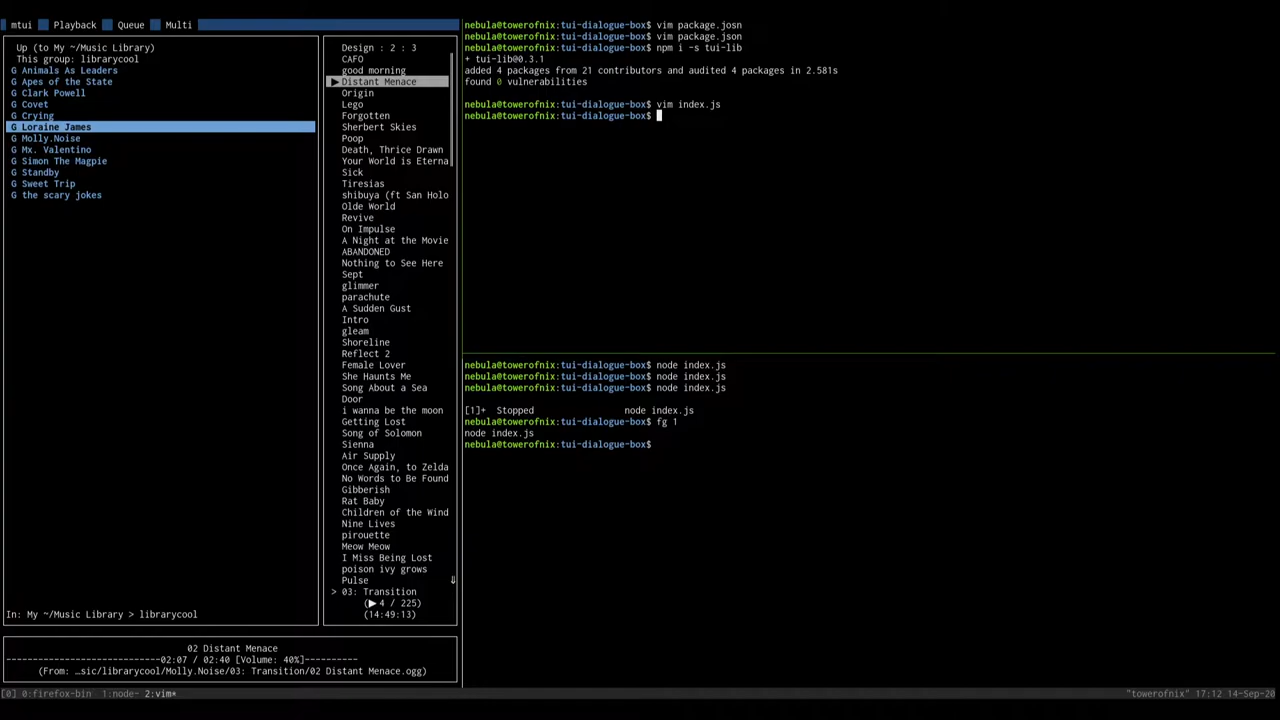 mtui Playback Queue Multi
Up (to My ~/Music Library)
This group: librarycool
G Animals As Leaders
G Apes of the State
G Clark Powell
G Covet
G Crying
G Loraine James
G Molly.Noise
G Mx. Valentino
G Simon The Magpie
G Standby
G Sweet Trip
G the scary jokes
In: My ~/Music Library > librarycool
Design : 2 : 3
CAFO
good morning
▶ Distant Menace
Origin
Lego
Forgotten
Sherbert Skies
Poop
Death, Thrice Drawn
Your World is Eterna
Sick
Tiresias
shibuya (ft San Holo
Olde World
Revive
On Impulse
A Night at the Movie
ABANDONED
Nothing to See Here
Sept
glimmer
parachute
A Sudden Gust
Intro
gleam
Shoreline
Reflect 2
Female Lover
She Haunts Me
Song About a Sea
Door
i wanna be the moon
Getting Lost
Song of Solomon
Sienna
Air Supply
Once Again, to Zelda
No Words to Be Found
Gibberish
Rat Baby
Children of the Wind
Nine Lives
pirouette
Meow Meow
I Miss Being Lost
poison ivy grows
Pulse ⇓
> 03: Transition
(▶ 4 / 225)
(14:49:13)
02 Distant Menace
-----------------------------02:07 / 02:40 [Volume: 40%]----------
(From: …sic/librarycool/Molly.Noise/03: Transition/02 Distant Menace.ogg)
nebula@towerofnix:tui-dialogue-box$ vim package.josn
nebula@towerofnix:tui-dialogue-box$ vim package.json
nebula@towerofnix:tui-dialogue-box$ npm i -s tui-lib
+ tui-lib@0.3.1
added 4 packages from 21 contributors and audited 4 packages in 2.581s
found 0 vulnerabilities
nebula@towerofnix:tui-dialogue-box$ vim index.js
nebula@towerofnix:tui-dialogue-box$
nebula@towerofnix:tui-dialogue-box$ node index.js
nebula@towerofnix:tui-dialogue-box$ node index.js
nebula@towerofnix:tui-dialogue-box$ node index.js
[1]+ Stopped node index.js
nebula@towerofnix:tui-dialogue-box$ fg 1
node index.js
nebula@towerofnix:tui-dialogue-box$
[0] 0:firefox-bin 1:node- 2:vim* "towerofnix" 17:12 14-Sep-20